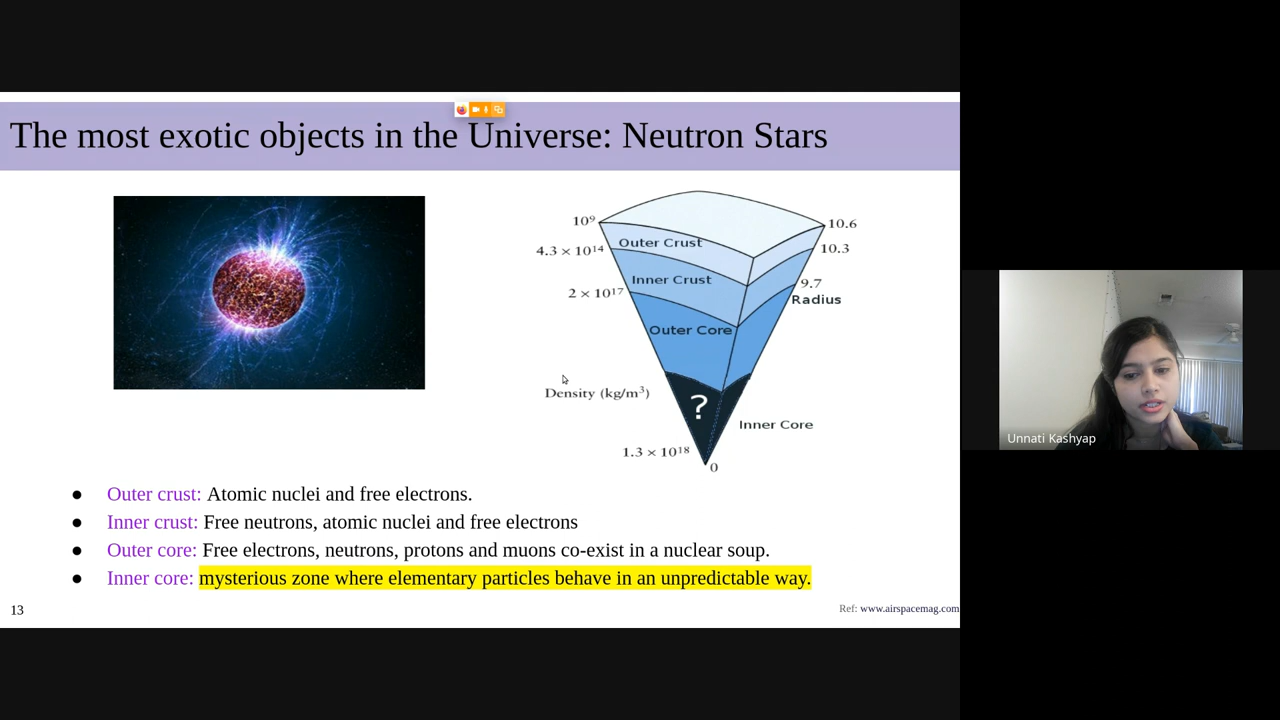 The most exotic objects in the Universe: Neutron Stars
10⁹
10.6
Outer Crust
4.3 × 10¹⁴
10.3
Inner Crust
9.7
2 × 10¹⁷
Radius
Outer Core
Density (kg/m³)
?
Inner Core
1.3 × 10¹⁸
0
Unnati Kashyap
● Outer crust: Atomic nuclei and free electrons.
● Inner crust: Free neutrons, atomic nuclei and free electrons
● Outer core: Free electrons, neutrons, protons and muons co-exist in a nuclear soup.
● Inner core: mysterious zone where elementary particles behave in an unpredictable way.
13
Ref: www.airspacemag.com